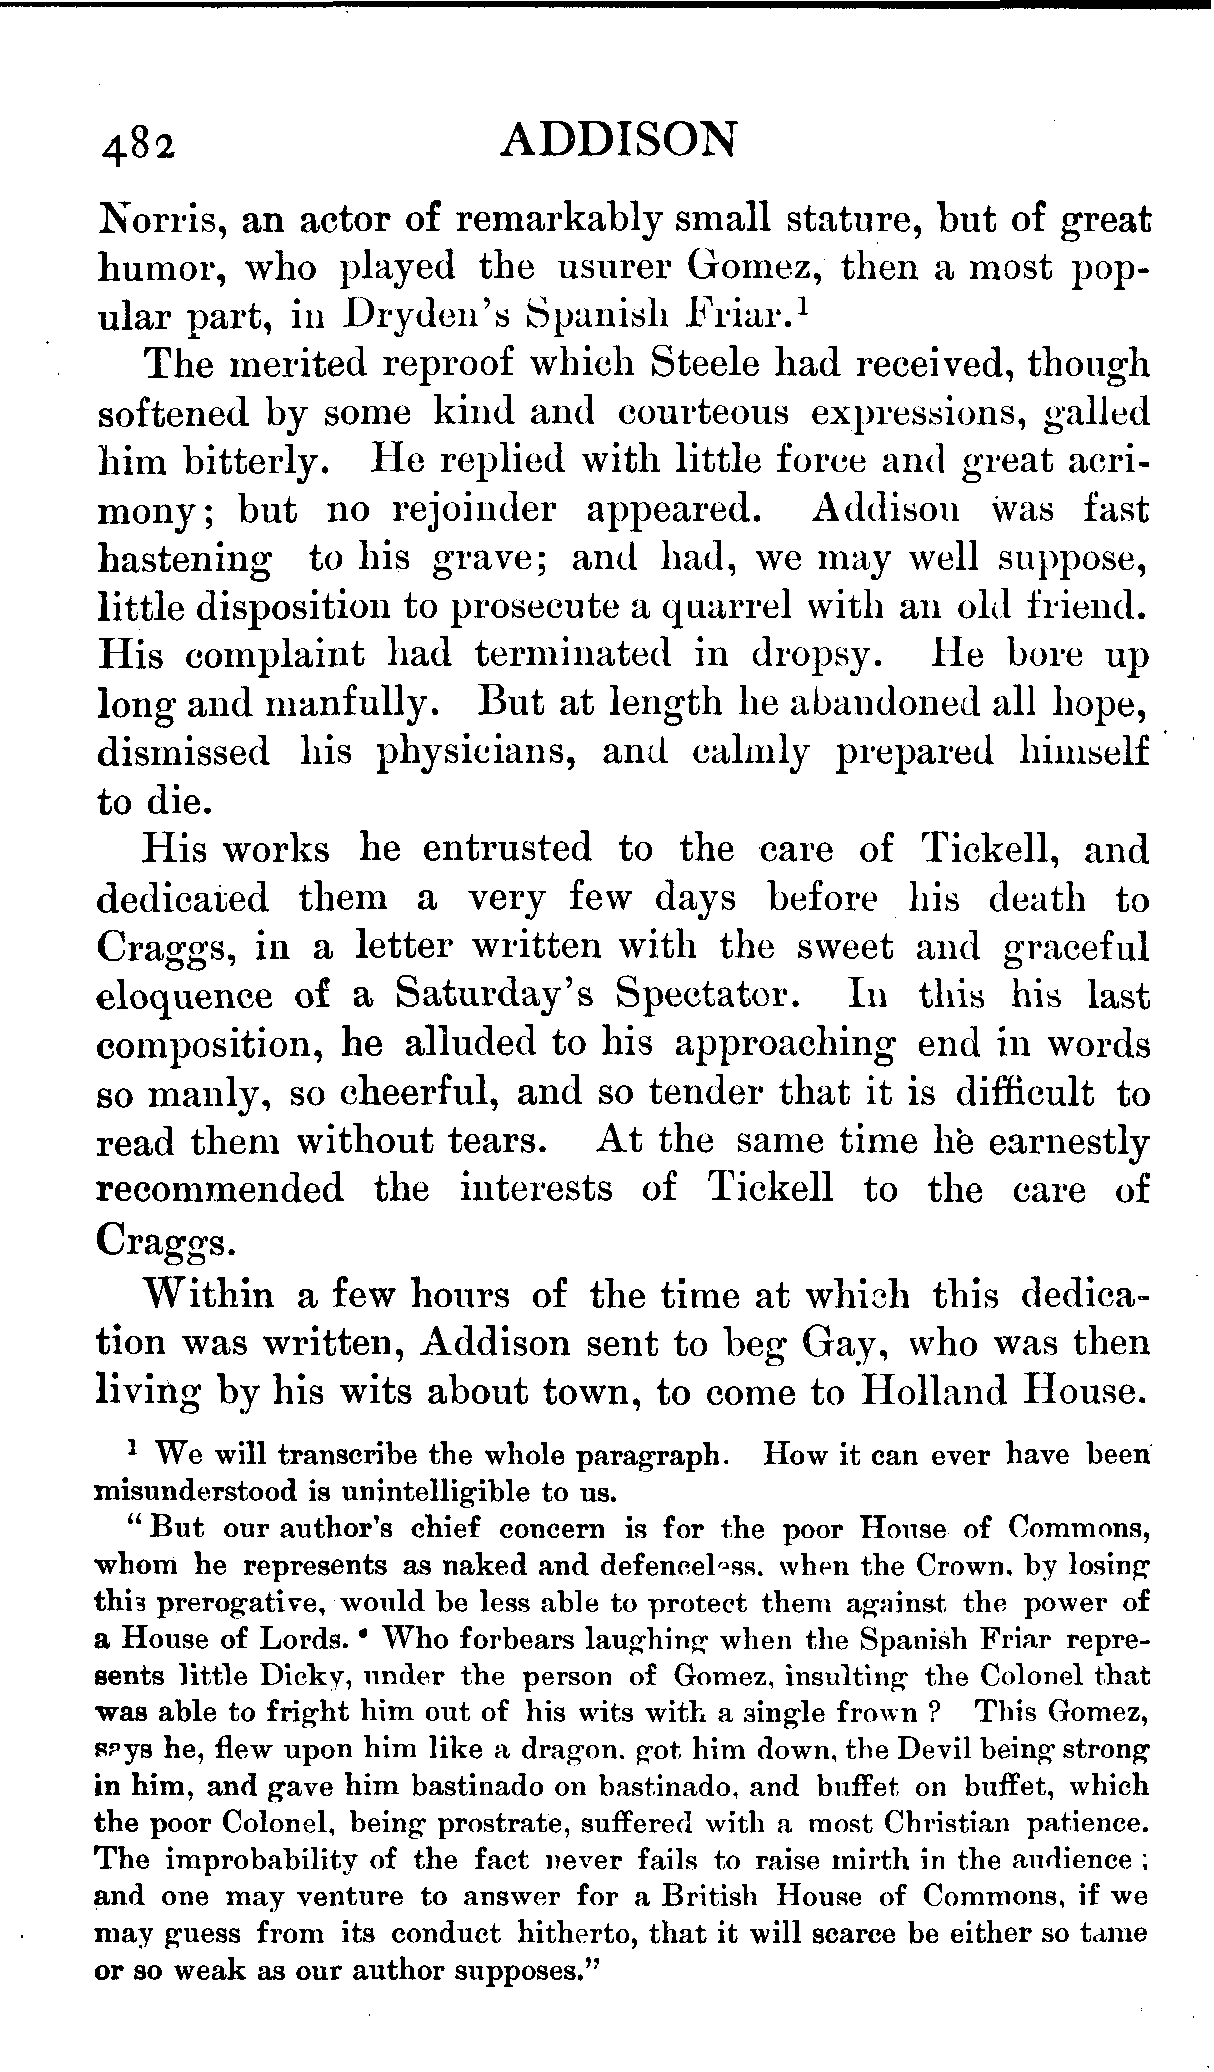 482 ADDISON
Norris, an actor of remarkably small stature, but of great
humor, who played the usurer Gomez, then a most pop-
ular part, in Dryden's Spanish Friar.¹
The merited reproof which Steele had received, though
softened by some kind and courteous expressions, galled
him bitterly. He replied with little force and great acri-
mony; but no rejoinder appeared. Addison was fast
hastening to his grave; and had, we may well suppose,
little disposition to prosecute a quarrel with an old friend.
His complaint had terminated in dropsy. He bore up
long and manfully. But at length he abandoned all hope,
dismissed his physicians, and calmly prepared himself
to die.
His works he entrusted to the care of Tickell, and
dedicated them a very few days before his death to
Craggs, in a letter written with the sweet and graceful
eloquence of a Saturday's Spectator. In this his last
composition, he alluded to his approaching end in words
so manly, so cheerful, and so tender that it is difficult to
read them without tears. At the same time he earnestly
recommended the interests of Tickell to the care of
Craggs.
Within a few hours of the time at which this dedica-
tion was written, Addison sent to beg Gay, who was then
living by his wits about town, to come to Holland House.
¹ We will transcribe the whole paragraph. How it can ever have been
misunderstood is unintelligible to us.
"But our author's chief concern is for the poor House of Commons,
whom he represents as naked and defenceless, when the Crown, by losing
this prerogative, would be less able to protect them against the power of
a House of Lords. Who forbears laughing when the Spanish Friar repre-
sents little Dicky, under the person of Gomez, insulting the Colonel that
was able to fright him out of his wits with a single frown? This Gomez,
says he, flew upon him like a dragon, got him down, the Devil being strong
in him, and gave him bastinado on bastinado, and buffet on buffet, which
the poor Colonel, being prostrate, suffered with a most Christian patience.
The improbability of the fact never fails to raise mirth in the audience;
and one may venture to answer for a British House of Commons, if we
may guess from its conduct hitherto, that it will scarce be either so tame
or so weak as our author supposes."